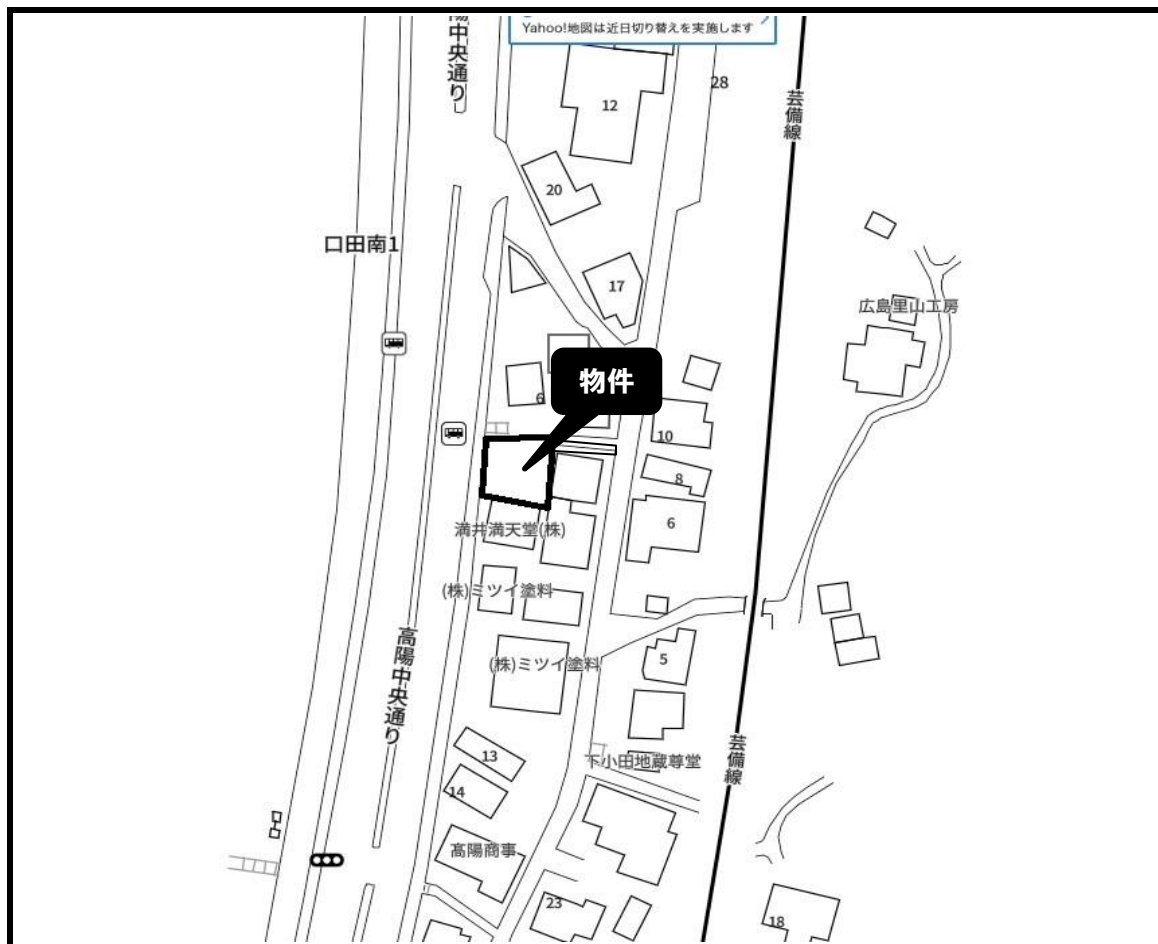 Yahoo!地図は近日切り替えを実施します
陽中央通り
28
芸備線
12
20
口田南1
17
広島里山工房
物件
6
10
8
6
満井満天堂(株)
(株)ミツイ塗料
高陽中央通り
(株)ミツイ塗料
5
芸備線
下小田地蔵尊堂
13
14
髙陽商事
23
18